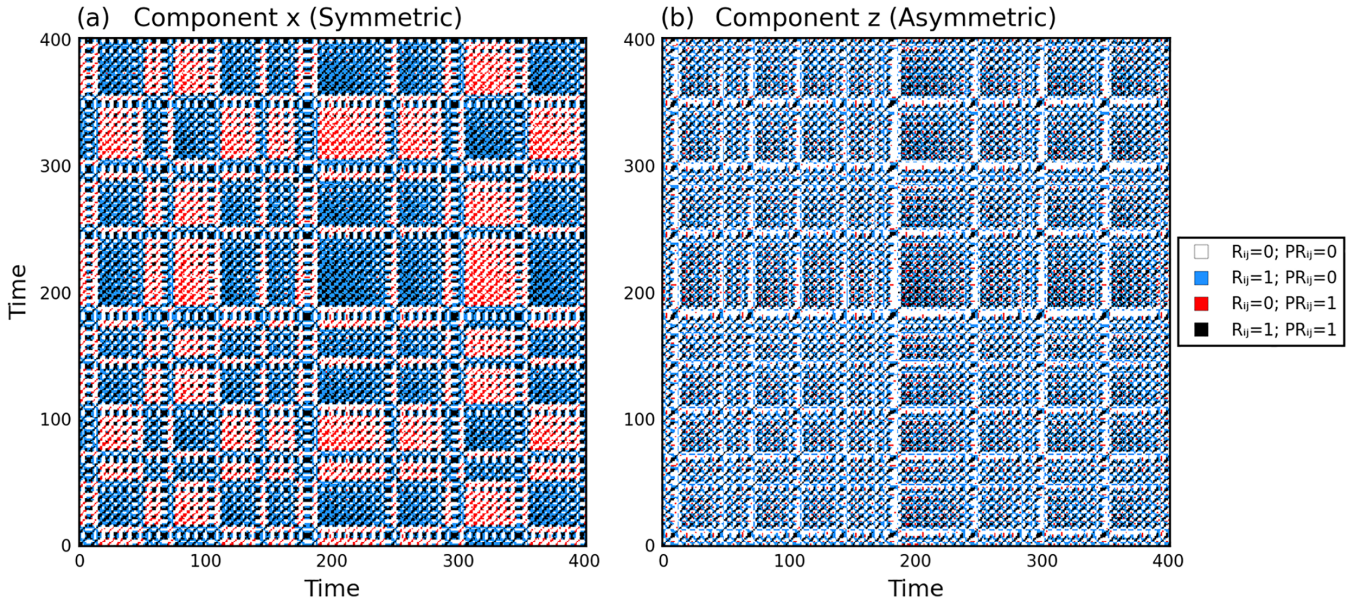 (a) Component x (Symmetric)
400
300
200
100
0
0 100 200 300 400
Time
Time
(b) Component z (Asymmetric)
400
300
200
100
0
0 100 200 300 400
Time
Rᵢⱼ=0; PRᵢⱼ=0
Rᵢⱼ=1; PRᵢⱼ=0
Rᵢⱼ=0; PRᵢⱼ=1
Rᵢⱼ=1; PRᵢⱼ=1